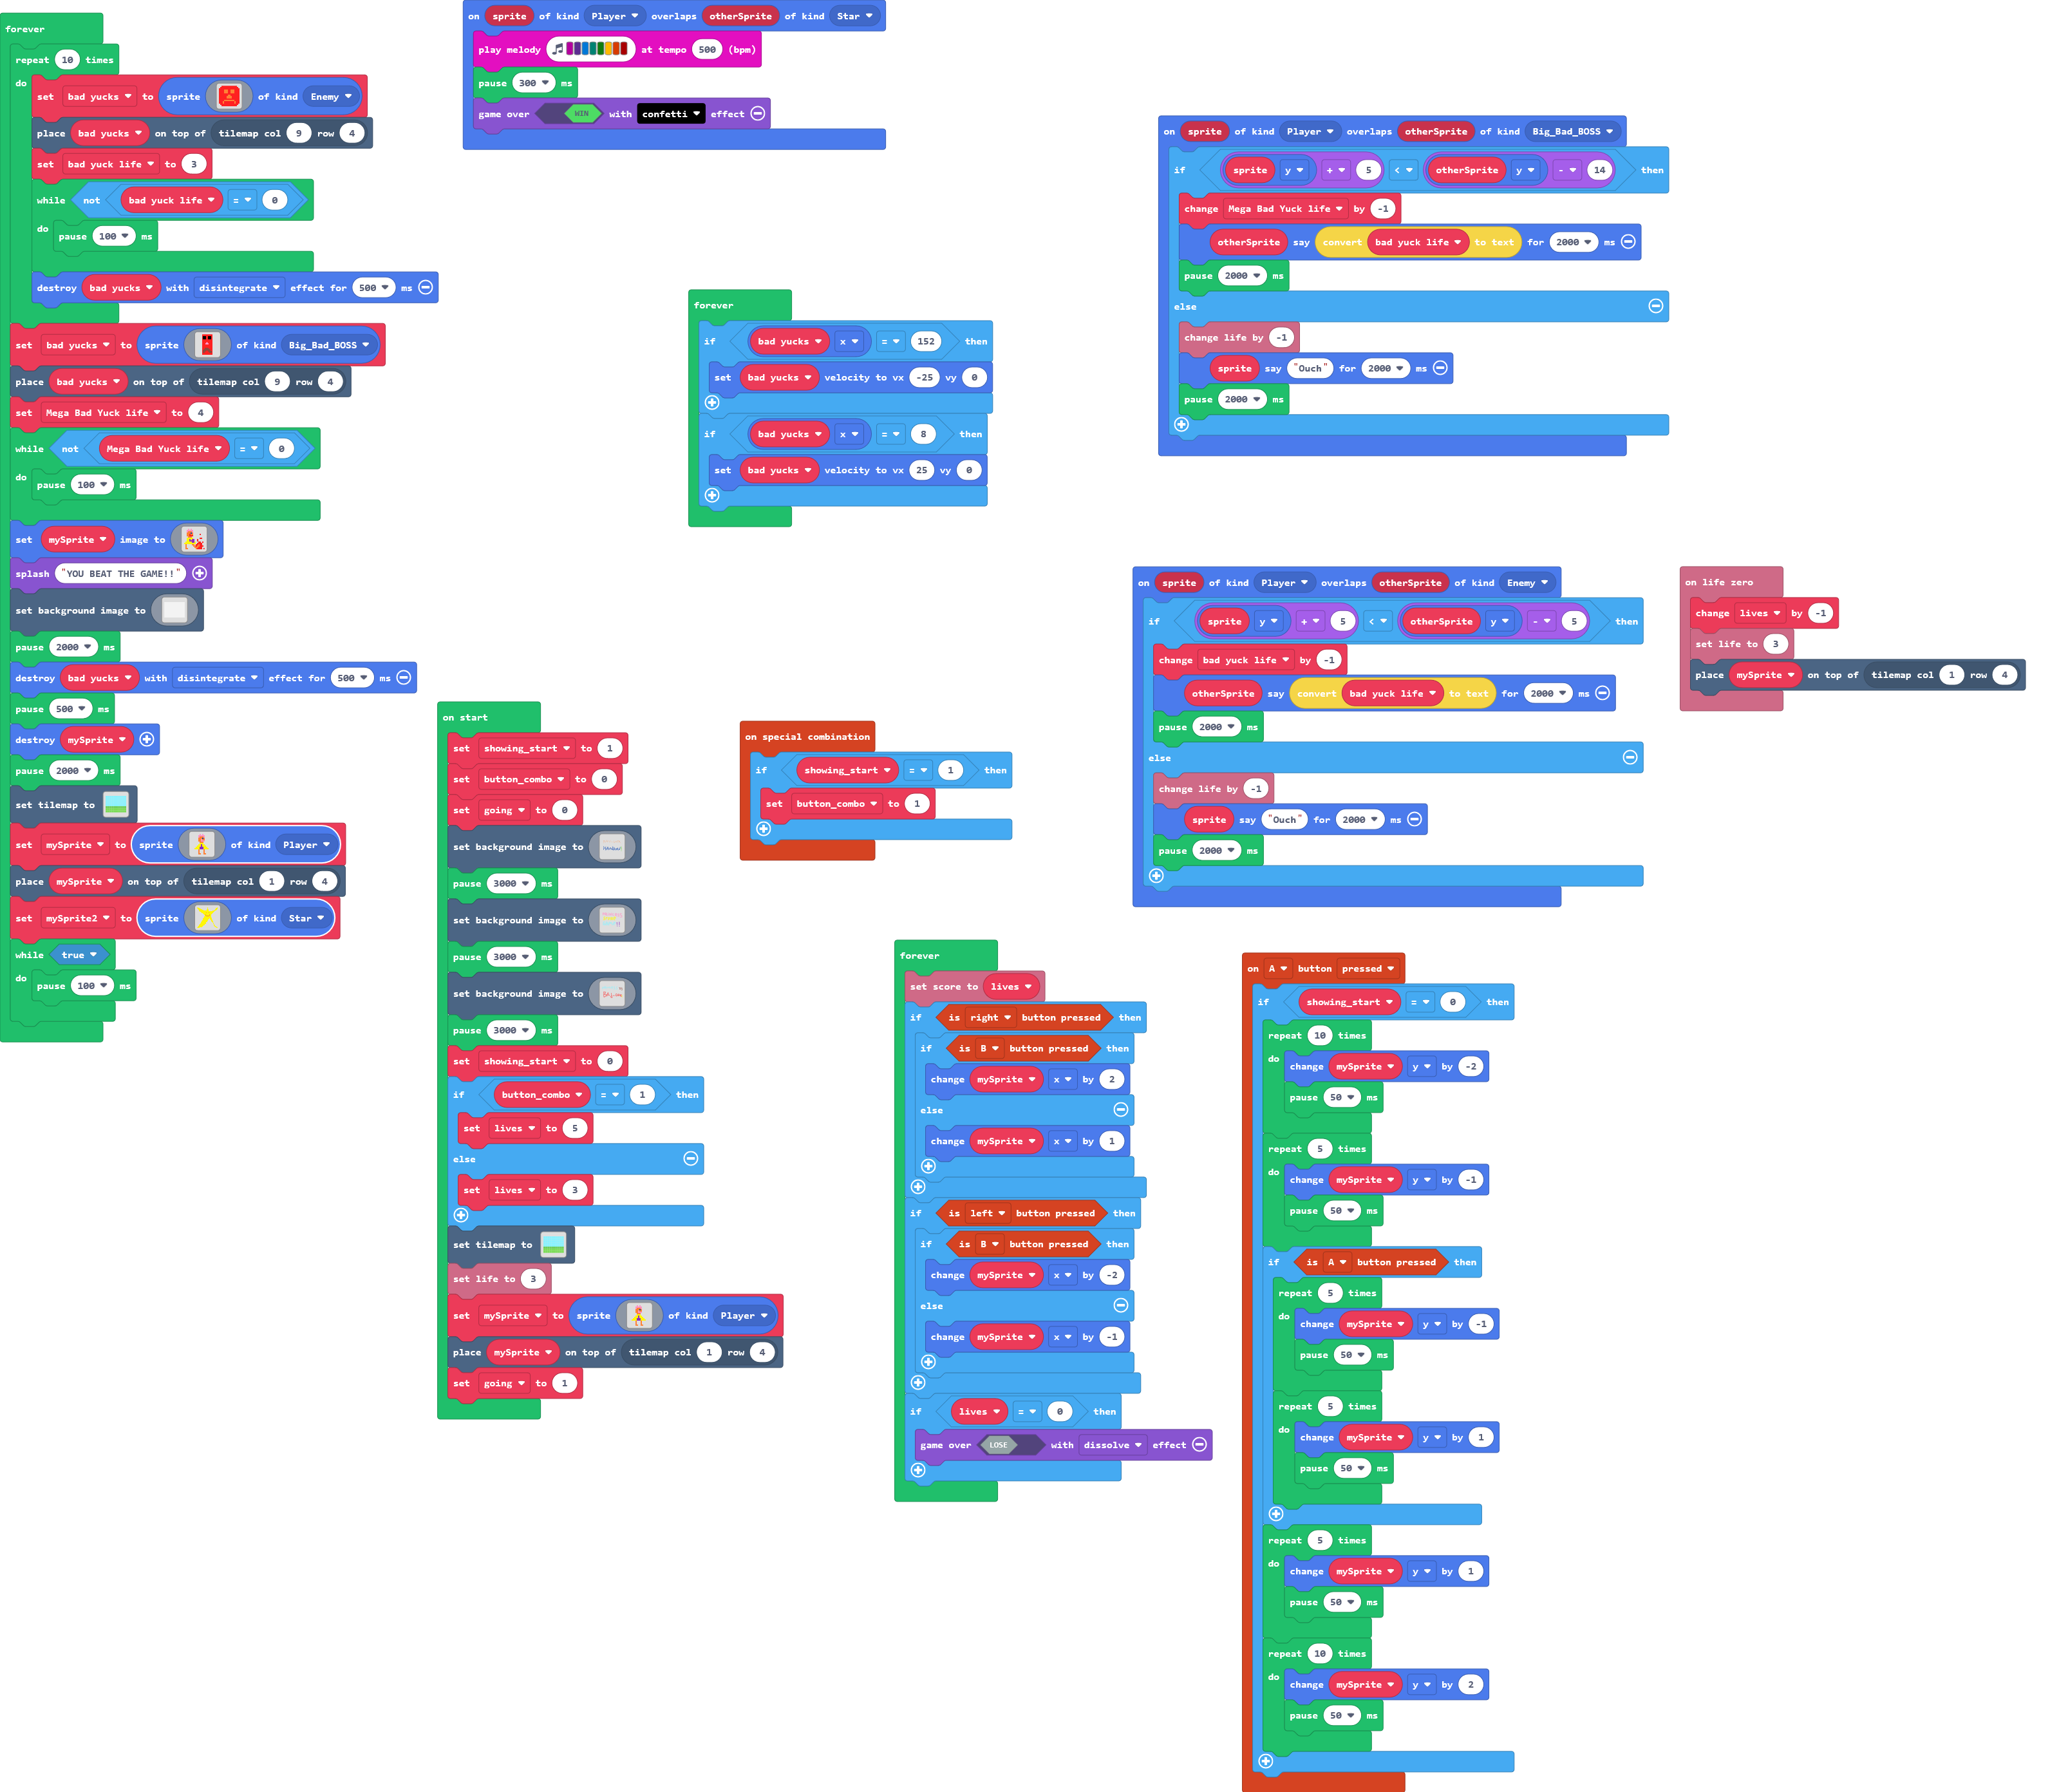 forever
repeat 10 times
do
set bad yucks to sprite of kind Enemy
place bad yucks on top of tilemap col 9 row 4
set bad yuck life to 3
while not bad yuck life = 0
do pause 100 ms
destroy bad yucks with disintegrate effect for 500 ms
set bad yucks to sprite of kind Big_Bad_BOSS
place bad yucks on top of tilemap col 9 row 4
set Mega Bad Yuck life to 4
while not Mega Bad Yuck life = 0
do pause 100 ms
set mySprite image to
splash "YOU BEAT THE GAME!!"
set background image to
pause 2000 ms
destroy bad yucks with disintegrate effect for 500 ms
pause 500 ms
destroy mySprite
pause 2000 ms
set tilemap to
set mySprite to sprite of kind Player
place mySprite on top of tilemap col 1 row 4
set mySprite2 to sprite of kind Star
while true
do pause 100 ms
on sprite of kind Player overlaps otherSprite of kind Star
play melody at tempo 500 (bpm)
pause 300 ms
game over WIN with confetti effect
forever
if bad yucks x = 152 then
set bad yucks velocity to vx -25 vy 0
if bad yucks x = 8 then
set bad yucks velocity to vx 25 vy 0
on sprite of kind Player overlaps otherSprite of kind Big_Bad_BOSS
if sprite y + 5 < otherSprite y - 14 then
change Mega Bad Yuck life by -1
otherSprite say convert bad yuck life to text for 2000 ms
pause 2000 ms
else
change life by -1
sprite say "Ouch" for 2000 ms
pause 2000 ms
on start
set showing_start to 1
set button_combo to 0
set going to 0
set background image to
pause 3000 ms
set background image to
pause 3000 ms
set background image to
pause 3000 ms
set showing_start to 0
if button_combo = 1 then
set lives to 5
else
set lives to 3
set tilemap to
set life to 3
set mySprite to sprite of kind Player
place mySprite on top of tilemap col 1 row 4
set going to 1
on special combination
if showing_start = 1 then
set button_combo to 1
on sprite of kind Player overlaps otherSprite of kind Enemy
if sprite y + 5 < otherSprite y - 5 then
change bad yuck life by -1
otherSprite say convert bad yuck life to text for 2000 ms
pause 2000 ms
else
change life by -1
sprite say "Ouch" for 2000 ms
pause 2000 ms
on life zero
change lives by -1
set life to 3
place mySprite on top of tilemap col 1 row 4
forever
set score to lives
if is right button pressed then
if is B button pressed then
change mySprite x by 2
else
change mySprite x by 1
if is left button pressed then
if is B button pressed then
change mySprite x by -2
else
change mySprite x by -1
if lives = 0 then
game over LOSE with dissolve effect
on A button pressed
if showing_start = 0 then
repeat 10 times
do change mySprite y by -2
pause 50 ms
repeat 5 times
do change mySprite y by -1
pause 50 ms
if is A button pressed then
repeat 5 times
do change mySprite y by -1
pause 50 ms
repeat 5 times
do change mySprite y by 1
pause 50 ms
repeat 5 times
do change mySprite y by 1
pause 50 ms
repeat 10 times
do change mySprite y by 2
pause 50 ms